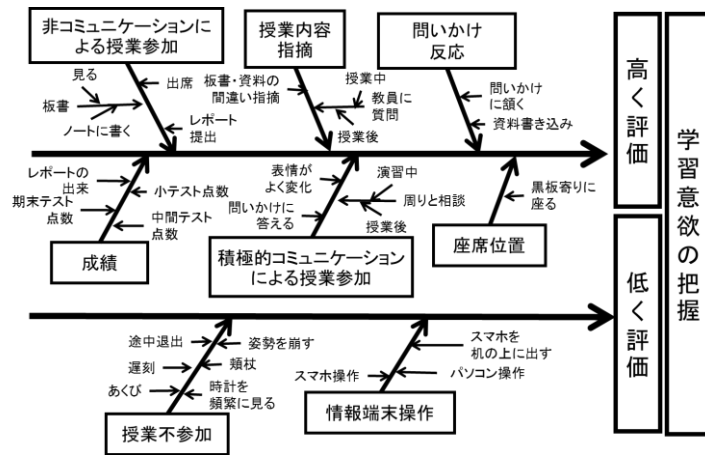 非コミュニケーションに
よる授業参加
授業内容
指摘
問いかけ
反応
見る
板書
ノートに書く
出席
レポート
提出
板書・資料の
間違い指摘
授業中
教員に
質問
授業後
問いかけ
に頷く
資料書き込み
レポートの
出来
期末テスト
点数
小テスト点数
中間テスト
点数
成績
表情が
よく変化
問いかけに
答える
演習中
周りと相談
授業後
積極的コミュニケーション
による授業参加
黒板寄りに
座る
座席位置
高く評価
途中退出
遅刻
あくび
姿勢を崩す
頬杖
時計を
頻繁に見る
授業不参加
スマホ操作
スマホを
机の上に出す
パソコン操作
情報端末操作
低く評価
学習意欲の把握